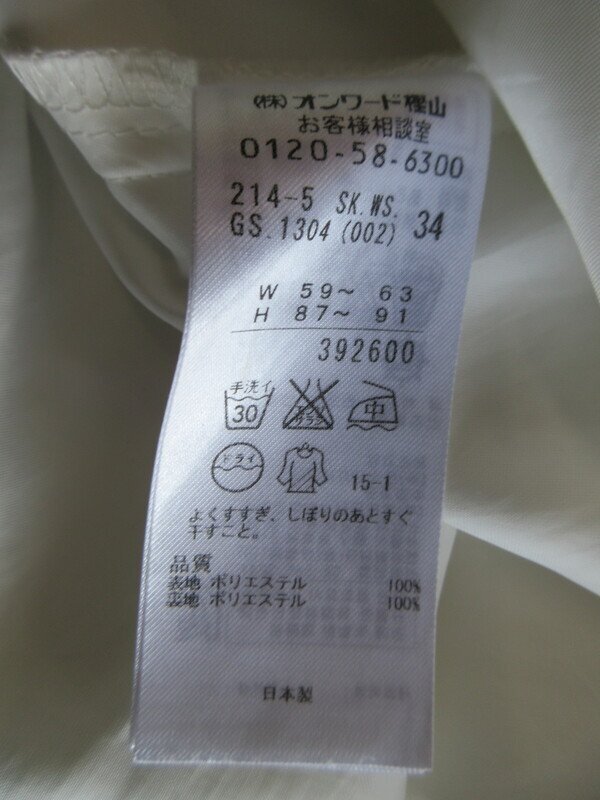 (株)オンワード樫山
お客様相談室
0120-58-6300
214-5 SK.WS.
GS.1304 (002) 34
W 59～ 63
H 87～ 91
392600
手洗イ
30
中
ドライ
15-1
よくすすぎ、しぼりのあとすぐ
干すこと。
品質
表地 ポリエステル 100%
裏地 ポリエステル 100%
日本製